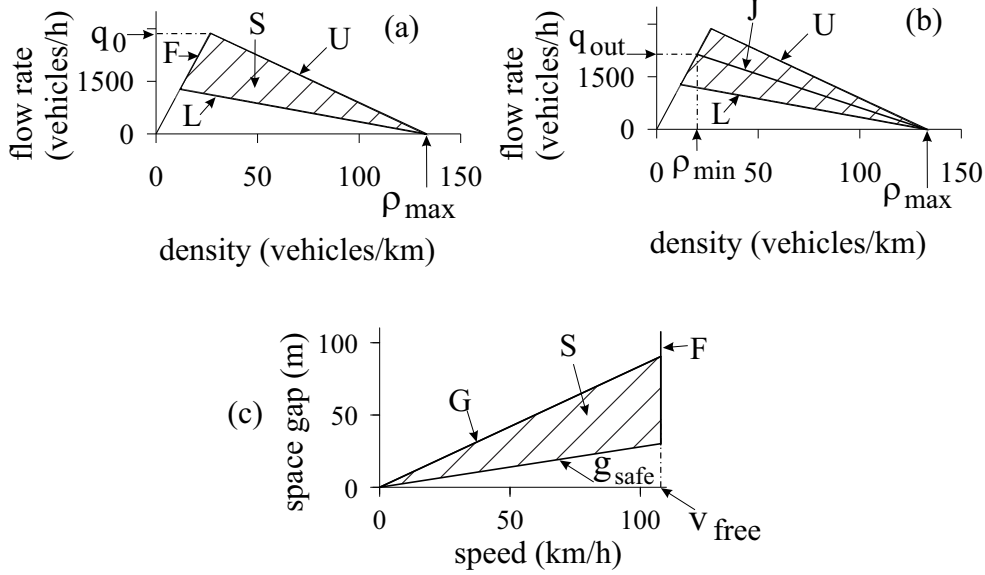 (a)
flow rate
(vehicles/h)
q0
F
S
U
1500
L
0
0 50 100 150
ρmax
density (vehicles/km)
(b)
flow rate
(vehicles/h)
J
U
qout
1500
L
0
0 50 100 150
ρmin
ρmax
density (vehicles/km)
(c)
space gap (m)
100
50
0
S
F
G
gsafe
0 50 100
vfree
speed (km/h)